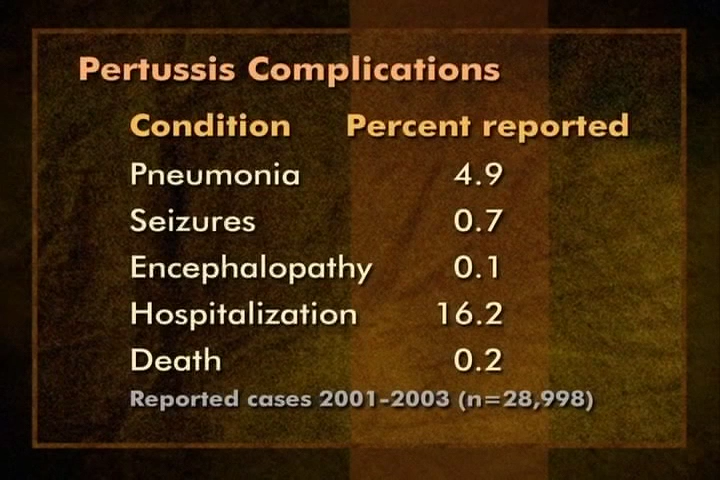 Pertussis Complications
Condition Percent reported
Pneumonia 4.9
Seizures 0.7
Encephalopathy 0.1
Hospitalization 16.2
Death 0.2
Reported cases 2001-2003 (n=28,998)